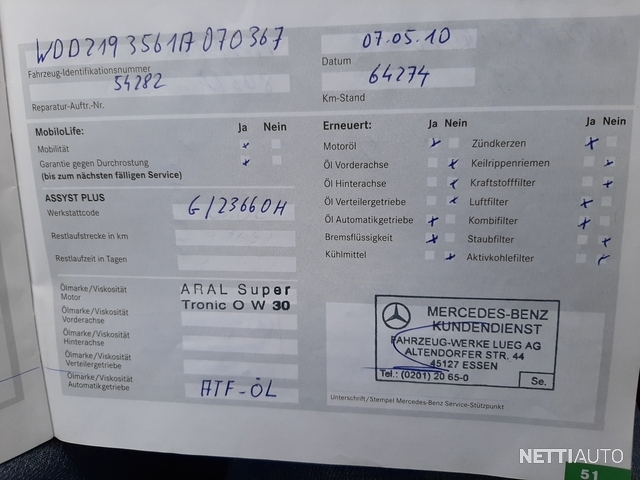 WDD2193561A070367
Fahrzeug-Identifikationsnummer
54282
Reparatur-Auftr.-Nr.
07.05.10
Datum
64274
Km-Stand
MobiloLife: Ja Nein
Mobilität
Garantie gegen Durchrostung
(bis zum nächsten fälligen Service)
ASSYST PLUS
Werkstattcode G/23660H
Restlaufstrecke in km
Restlaufzeit in Tagen
Ölmarke/Viskosität
Motor
ARAL Super
Tronic 0 W 30
Ölmarke/Viskosität
Vorderachse
Ölmarke/Viskosität
Hinterachse
Ölmarke/Viskosität
Verteilergetriebe
Ölmarke/Viskosität
Automatikgetriebe
ATF-ÖL
Erneuert: Ja Nein Ja Nein
Motoröl Zündkerzen
Öl Vorderachse Keilrippenriemen
Öl Hinterachse Kraftstofffilter
Öl Verteilergetriebe Luftfilter
Öl Automatikgetriebe Kombifilter
Bremsflüssigkeit Staubfilter
Kühlmittel Aktivkohlefilter
MERCEDES-BENZ
KUNDENDIENST
FAHRZEUG-WERKE LUEG AG
ALTENDORFER STR. 44
45127 ESSEN
Tel.: (0201) 20 65-0 Se.
Unterschrift/Stempel Mercedes-Benz Service-Stützpunkt
NETTIAUTO
51